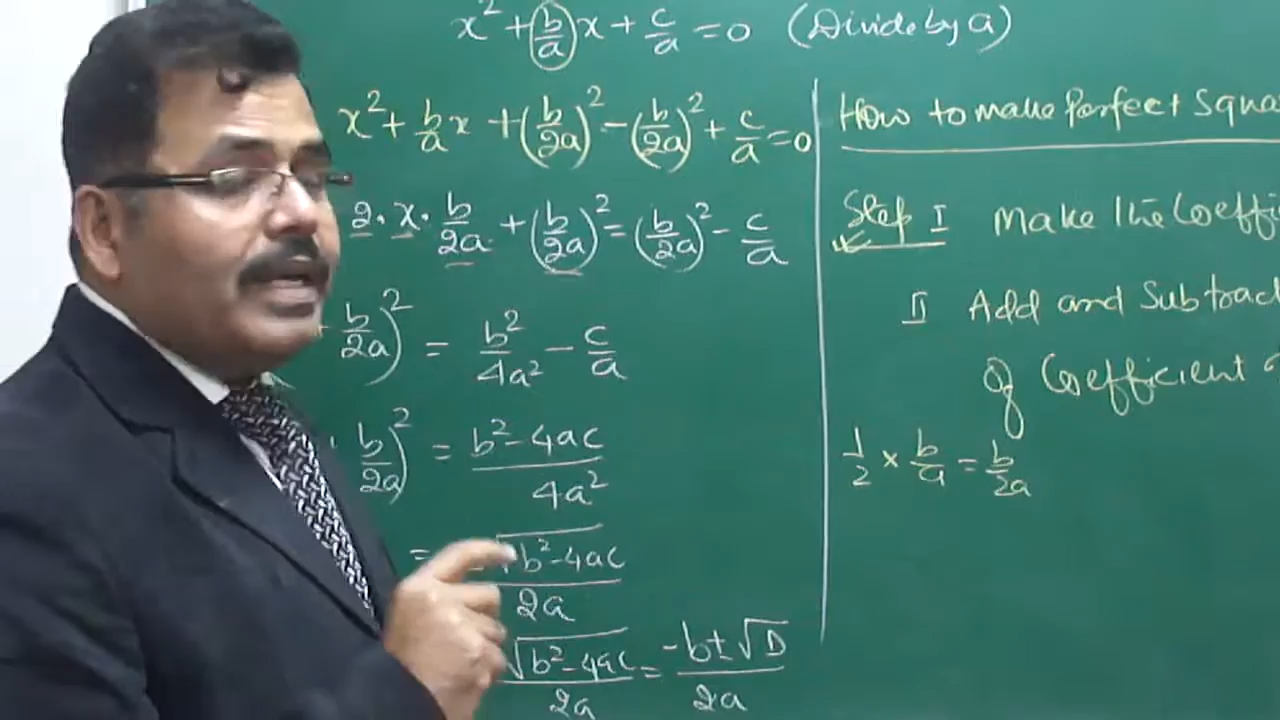 x² + b/a x + c/a = 0 (Divide by a)
x² + b/a x + (b/2a)² - (b/2a)² + c/a = 0
2 · x · b/2a + (b/2a)² = (b/2a)² - c/a
b/2a)² = b²/4a² - c/a
b/2a)² = b² - 4ac/4a²
= √b² - 4ac/2a
√b² - 4ac/2a = -b ± √D/2a
How to make Perfect Squa
Step I Make the Coeffi
II Add and Subtract
of Coefficient
1/2 × b/a = b/2a